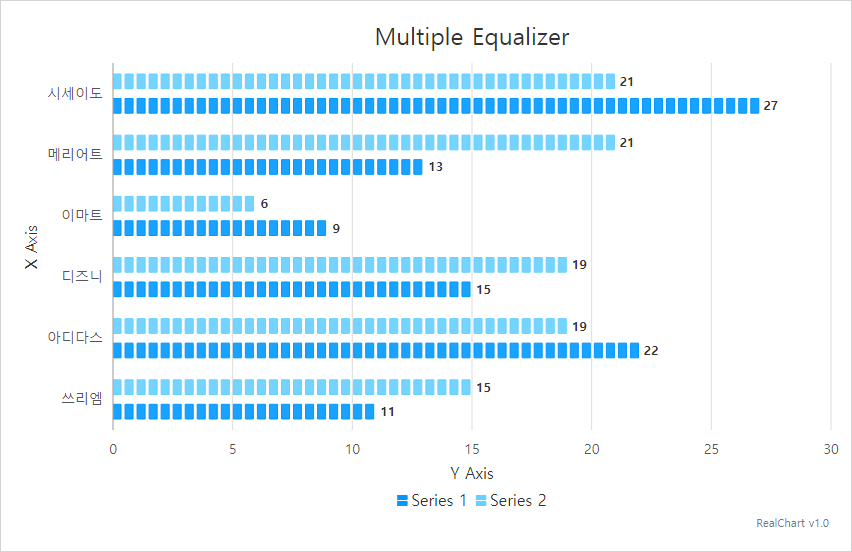 Multiple Equalizer
X Axis
시세이도
21
27
메리어트
21
13
이마트
6
9
디즈니
19
15
아디다스
19
22
쓰리엠
15
11
0 5 10 15 20 25 30
Y Axis
Series 1 Series 2
RealChart v1.0